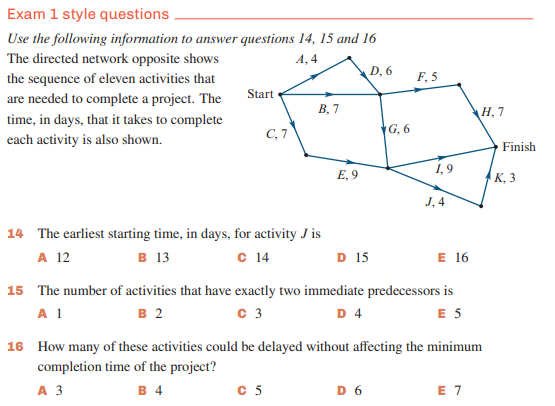 Exam 1 style questions
Use the following information to answer questions 14, 15 and 16
The directed network opposite shows
the sequence of eleven activities that
are needed to complete a project. The
time, in days, that it takes to complete
each activity is also shown.
A, 4
D, 6
F, 5
Start
B, 7
H, 7
C, 7
G, 6
Finish
E, 9
I, 9
K, 3
J, 4
14 The earliest starting time, in days, for activity J is
A 12 B 13 C 14 D 15 E 16
15 The number of activities that have exactly two immediate predecessors is
A 1 B 2 C 3 D 4 E 5
16 How many of these activities could be delayed without affecting the minimum
completion time of the project?
A 3 B 4 C 5 D 6 E 7